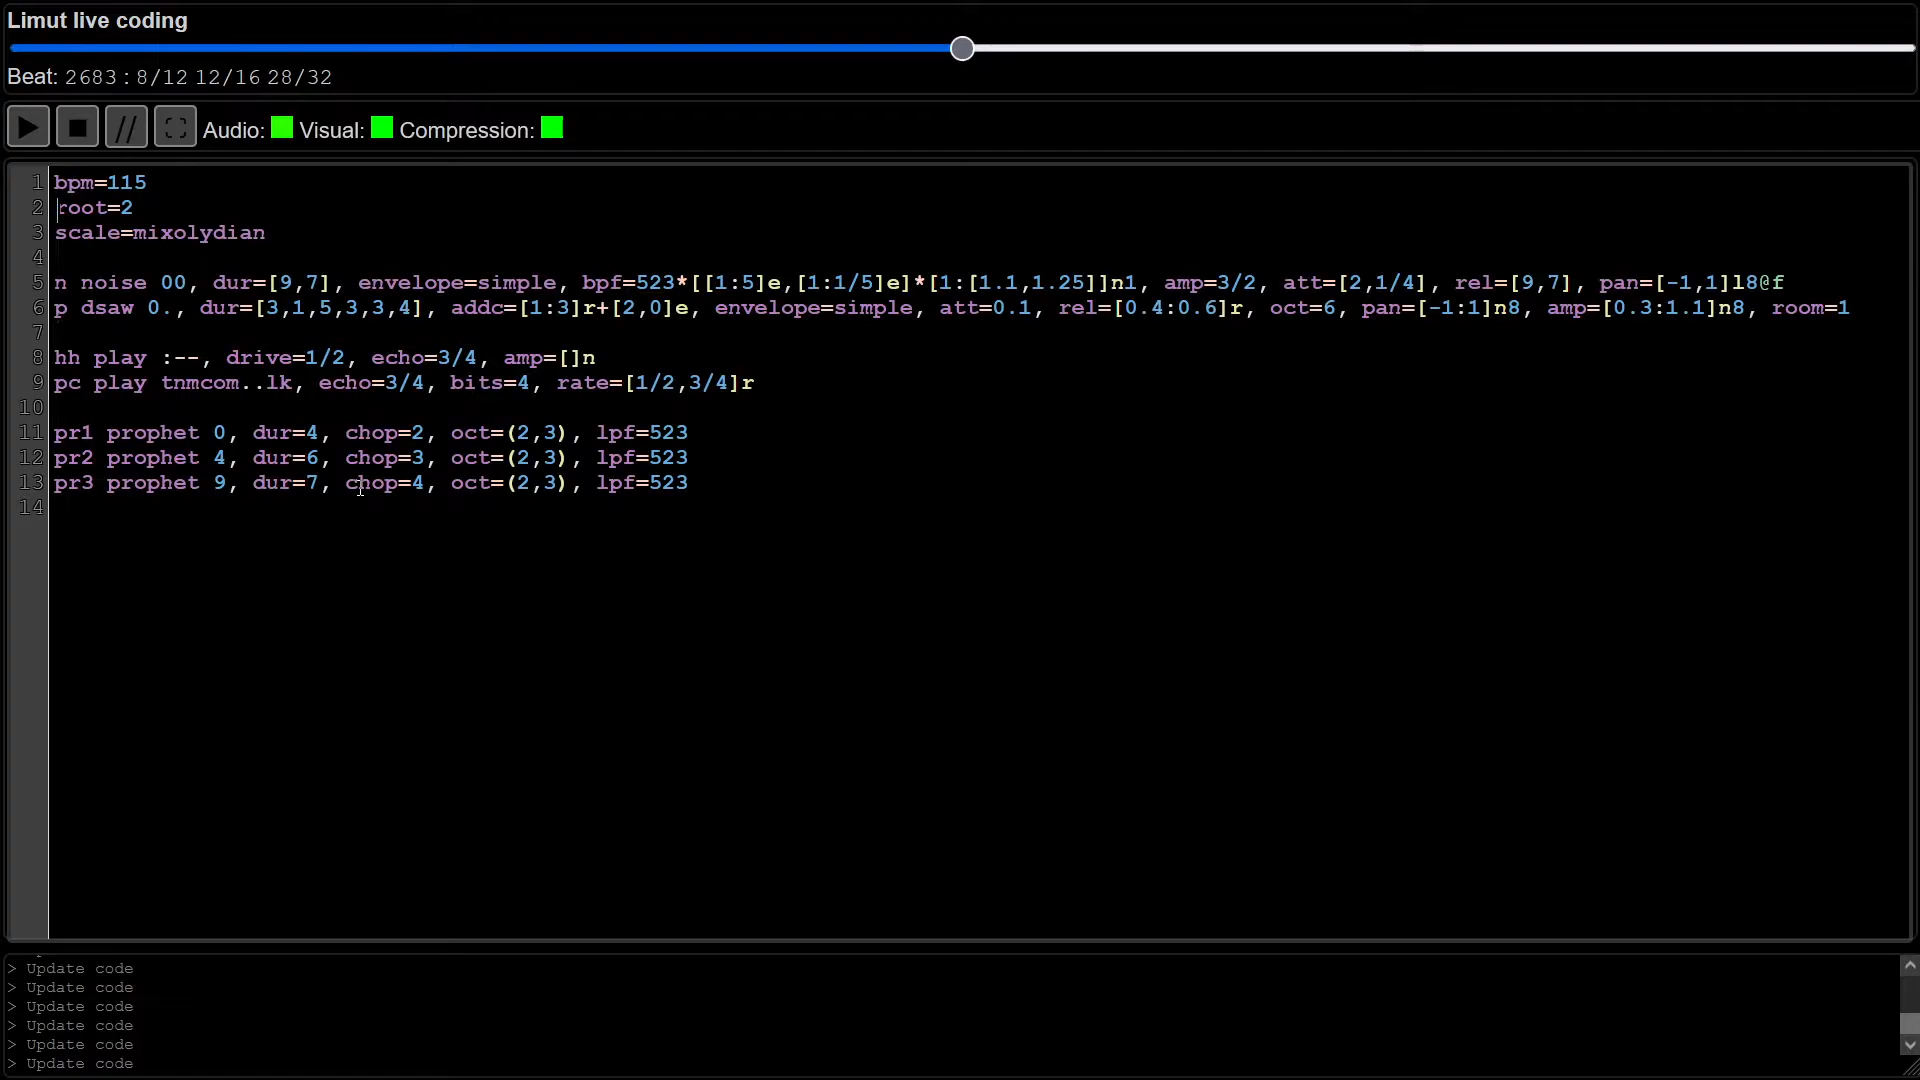 Limut live coding
Beat: 2683 : 8/12 12/16 28/32
// Audio: Visual: Compression:
1 bpm=115
2 root=2
3 scale=mixolydian
4
5 n noise 00, dur=[9,7], envelope=simple, bpf=523*[[1:5]e,[1:1/5]e]*[1:[1.1,1.25]]n1, amp=3/2, att=[2,1/4], rel=[9,7], pan=[-1,1]l8@f
6 p dsaw 0., dur=[3,1,5,3,3,4], addc=[1:3]r+[2,0]e, envelope=simple, att=0.1, rel=[0.4:0.6]r, oct=6, pan=[-1:1]n8, amp=[0.3:1.1]n8, room=1
7
8 hh play :--, drive=1/2, echo=3/4, amp=[]n
9 pc play tnmcom..lk, echo=3/4, bits=4, rate=[1/2,3/4]r
10
11 pr1 prophet 0, dur=4, chop=2, oct=(2,3), lpf=523
12 pr2 prophet 4, dur=6, chop=3, oct=(2,3), lpf=523
13 pr3 prophet 9, dur=7, chop=4, oct=(2,3), lpf=523
14
> Update code
> Update code
> Update code
> Update code
> Update code
> Update code